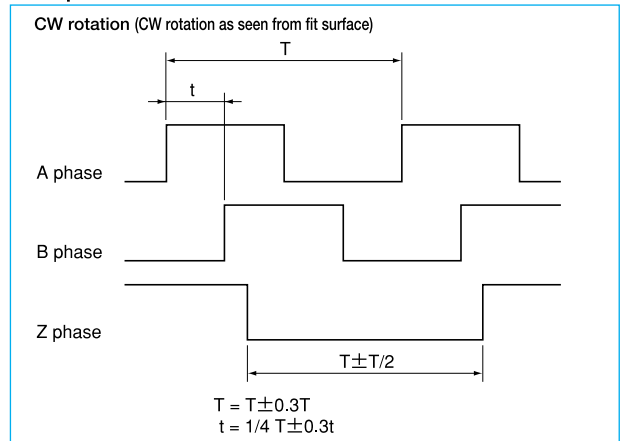 CW rotation (CW rotation as seen from fit surface)
T
t
A phase
B phase
Z phase
T±T/2
T = T±0.3T
t = 1/4 T±0.3t